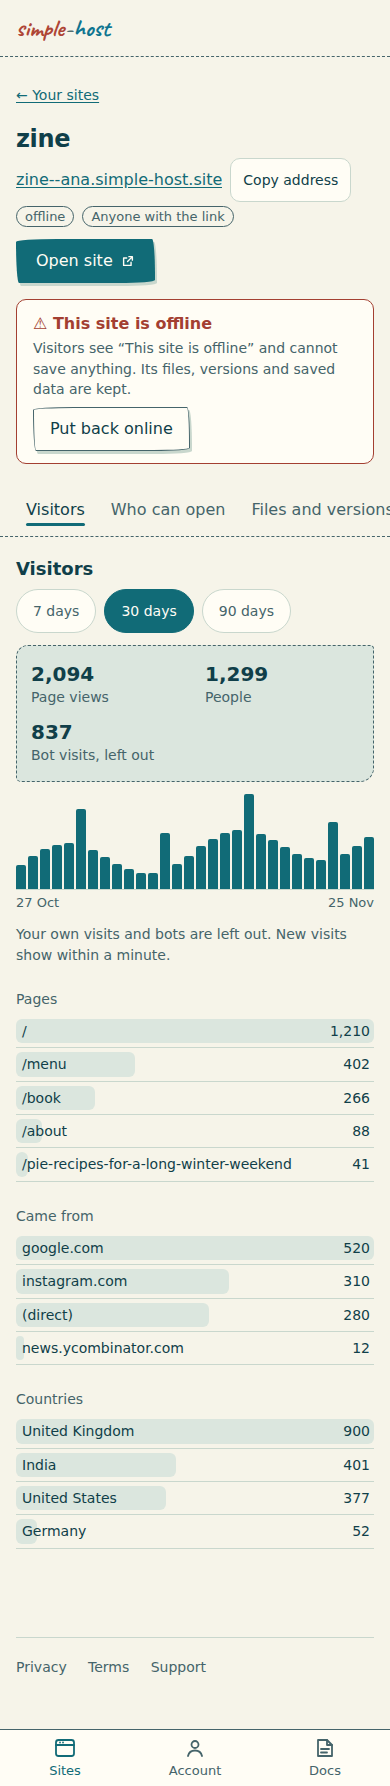 simple-host
← Your sites
zine
zine--ana.simple-host.site Copy address
offline Anyone with the link
Open site
⚠ This site is offline
Visitors see “This site is offline” and cannot
save anything. Its files, versions and saved
data are kept.
Put back online
Visitors Who can open Files and versions
Visitors
7 days 30 days 90 days
2,094 1,299
Page views People
837
Bot visits, left out
27 Oct 25 Nov
Your own visits and bots are left out. New visits
show within a minute.
Pages
/ 1,210
/menu 402
/book 266
/about 88
/pie-recipes-for-a-long-winter-weekend 41
Came from
google.com 520
instagram.com 310
(direct) 280
news.ycombinator.com 12
Countries
United Kingdom 900
India 401
United States 377
Germany 52
Privacy Terms Support
Sites Account Docs